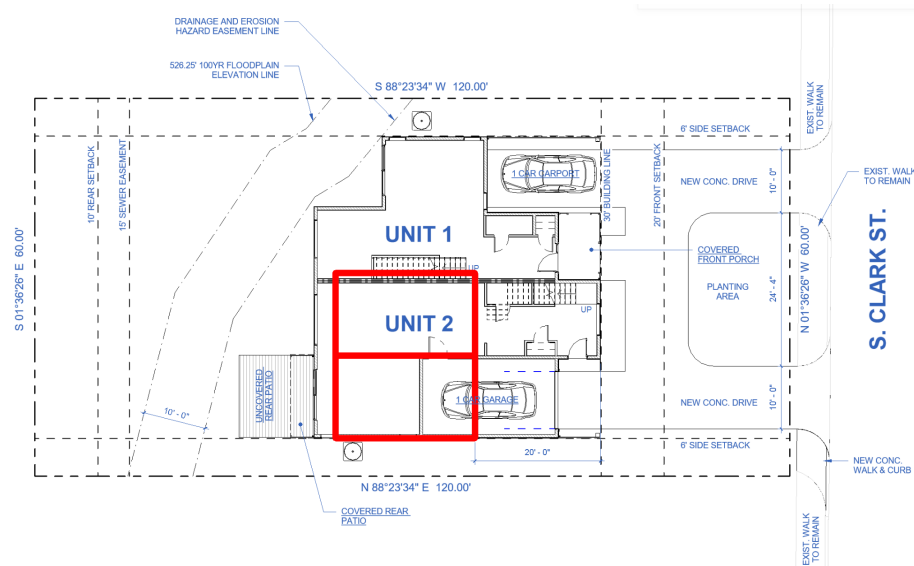 DRAINAGE AND EROSION
HAZARD EASEMENT LINE
526.25' 100YR FLOODPLAIN
ELEVATION LINE
S 88°23'34" W 120.00'
EXIST. WALK
TO REMAIN
6' SIDE SETBACK
10' REAR SETBACK
15' SEWER EASEMENT
1 CAR CARPORT
30' BUILDING LINE
20' FRONT SETBACK
NEW CONC. DRIVE
10' - 0"
EXIST. WALK
TO REMAIN
UNIT 1
UP
COVERED
FRONT PORCH
S 01°36'26" E 60.00'
PLANTING
AREA
24' - 4"
N 01°36'26" W 60.00'
S. CLARK ST.
UNIT 2
UP
UNCOVERED
REAR PATIO
1 CAR GARAGE
NEW CONC. DRIVE
10' - 0"
10' - 0"
6' SIDE SETBACK
20' - 0"
NEW CONC.
WALK & CURB
N 88°23'34" E 120.00'
COVERED REAR
PATIO
EXIST. WALK
TO REMAIN